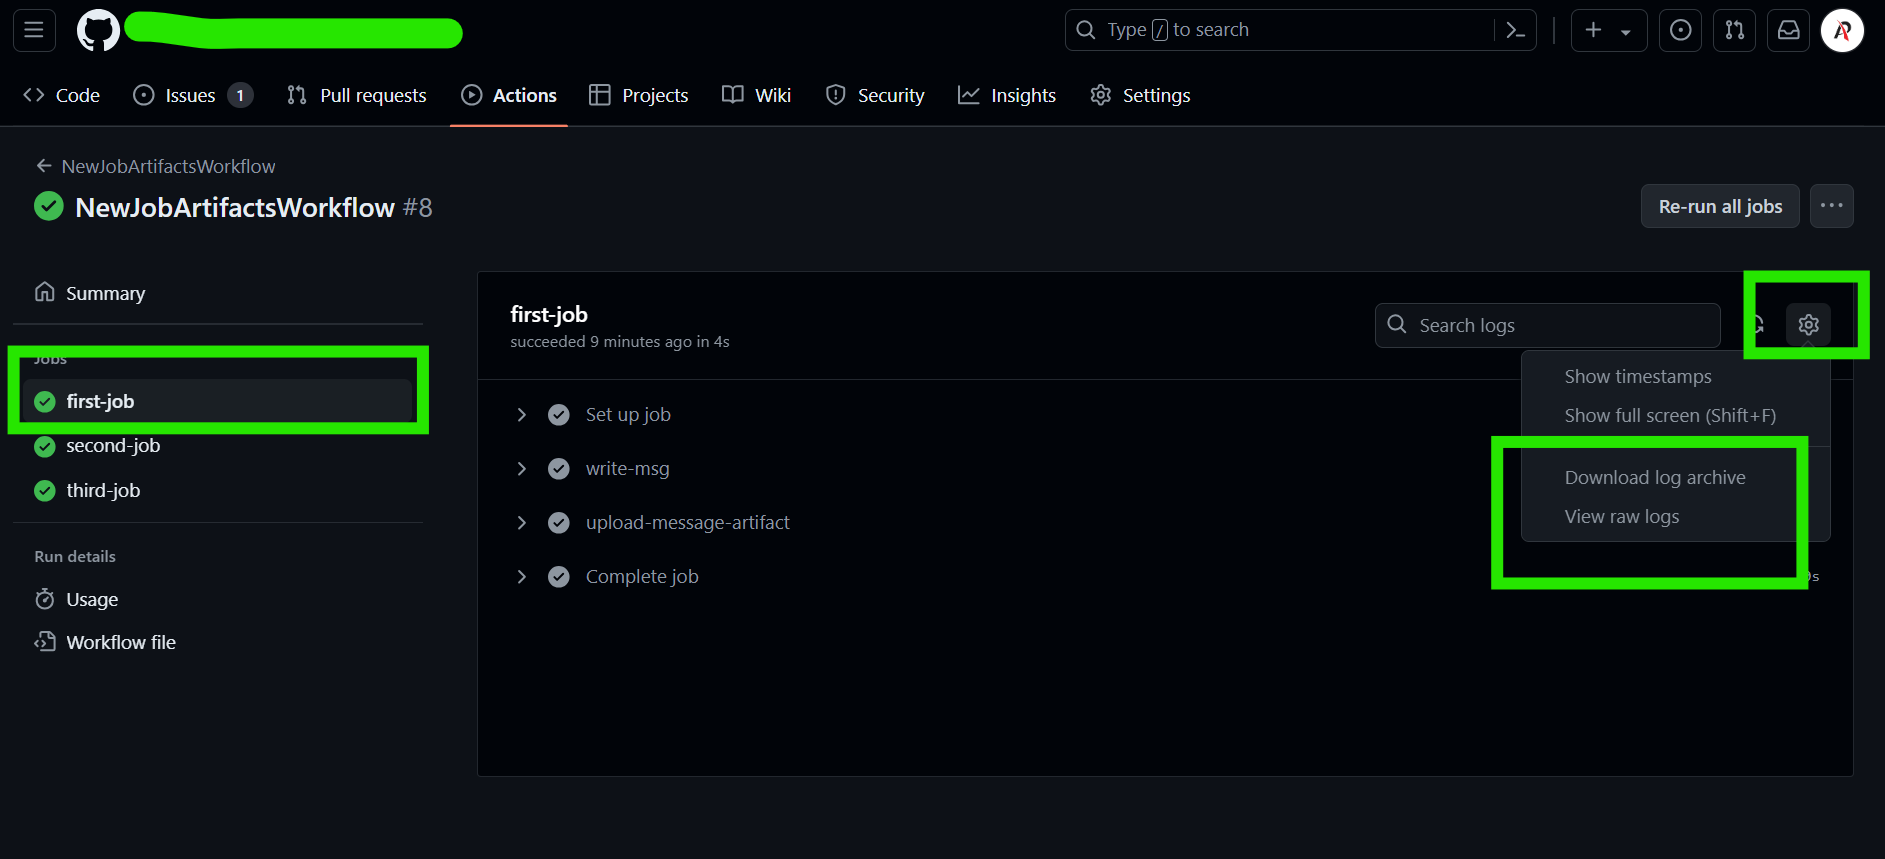 Type / to search
Code
Issues 1
Pull requests
Actions
Projects
Wiki
Security
Insights
Settings
NewJobArtifactsWorkflow
NewJobArtifactsWorkflow #8
Re-run all jobs
Summary
Jobs
first-job
second-job
third-job
Run details
Usage
Workflow file
first-job
succeeded 9 minutes ago in 4s
Search logs
Show timestamps
Show full screen (Shift+F)
Download log archive
View raw logs
Set up job
write-msg
upload-message-artifact
Complete job